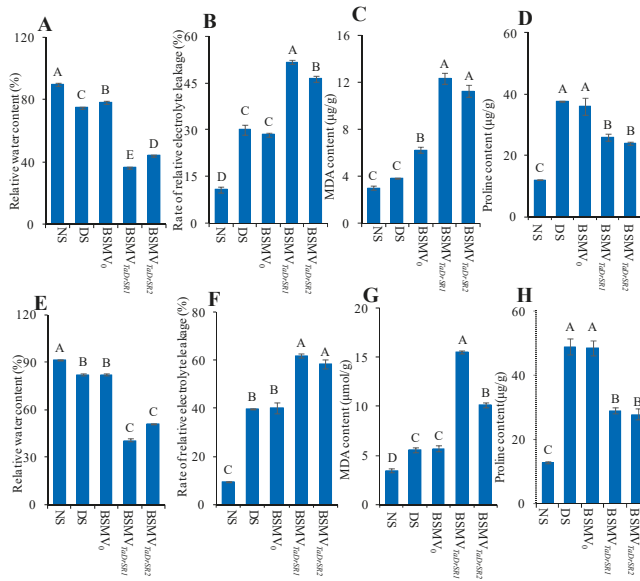 A
Relative water content (%)
120
80
40
0
A
C
B
E
D
NS
DS
BSMV0
BSMVTaDrSR1
BSMVTaDrSR2
B
Rate of relative electrolyte leakage (%)
60
45
30
15
0
D
C
C
A
B
NS
DS
BSMV0
BSMVTaDrSR1
BSMVTaDrSR2
C
MDA content (μg/g)
16
12
8
4
0
C
C
B
A
A
NS
DS
BSMV0
BSMVTaDrSR1
BSMVTaDrSR2
D
Proline content (μg/g)
60
40
20
0
C
A
A
B
B
NS
DS
BSMV0
BSMVTaDrSR1
BSMVTaDrSR2
E
Relative water content (%)
120
90
60
30
0
A
B
B
C
C
NS
DS
BSMV0
BSMVTaDrSR1
BSMVTaDrSR2
F
Rate of relative electrolyte leakage (%)
80
60
40
20
0
C
B
B
A
A
NS
DS
BSMV0
BSMVTaDrSR1
BSMVTaDrSR2
G
MDA content (μmol/g)
20
15
10
5
0
D
C
C
A
B
NS
DS
BSMV0
BSMVTaDrSR1
BSMVTaDrSR2
H
Proline content(μg/g)
60
40
20
0
C
A
A
B
B
NS
DS
BSMV0
BSMVTaDrSR1
BSMVTaDrSR2